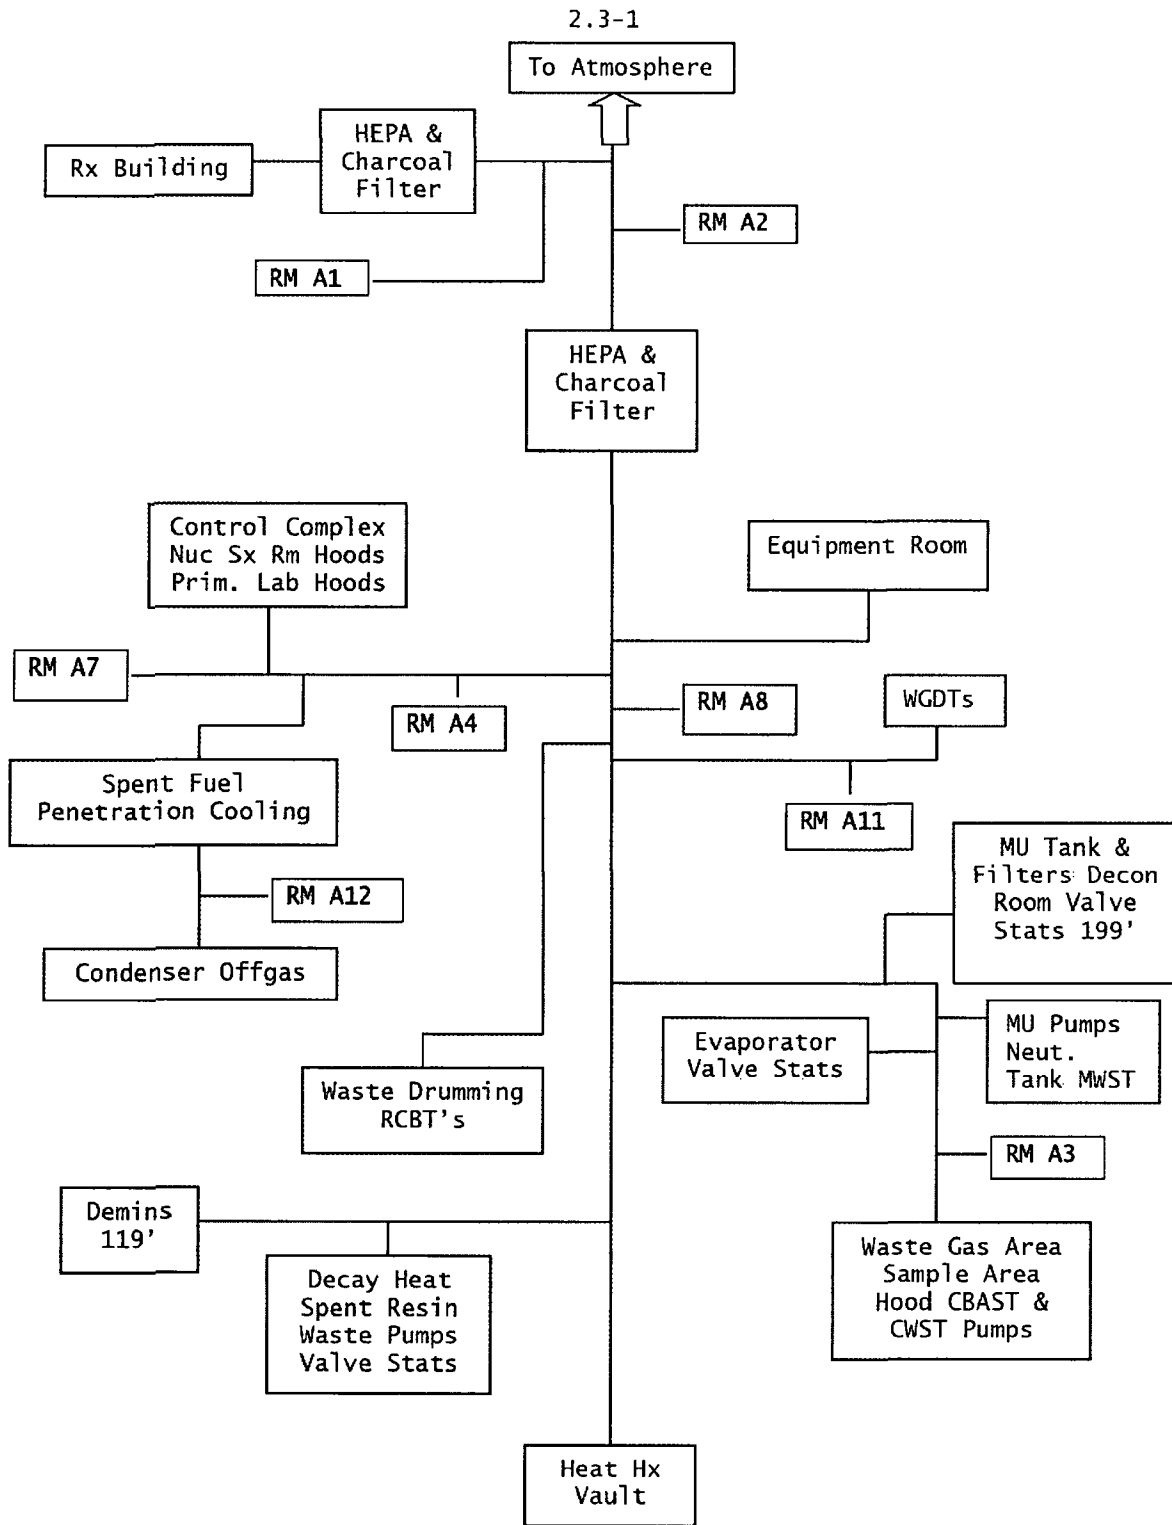 2.3-1
To Atmosphere
HEPA &
Charcoal
Filter
Rx Building
RM A2
RM A1
HEPA &
Charcoal
Filter
Control Complex
Nuc Sx Rm Hoods
Prim. Lab Hoods
Equipment Room
RM A7
RM A4
RM A8
WGDTs
Spent Fuel
Penetration Cooling
RM A11
RM A12
MU Tank &
Filters Decon
Room Valve
Stats 199'
Condenser Offgas
Evaporator
Valve Stats
MU Pumps
Neut.
Tank MWST
Waste Drumming
RCBT's
RM A3
Demins
119'
Decay Heat
Spent Resin
Waste Pumps
Valve Stats
Waste Gas Area
Sample Area
Hood CBAST &
CWST Pumps
Heat Hx
Vault